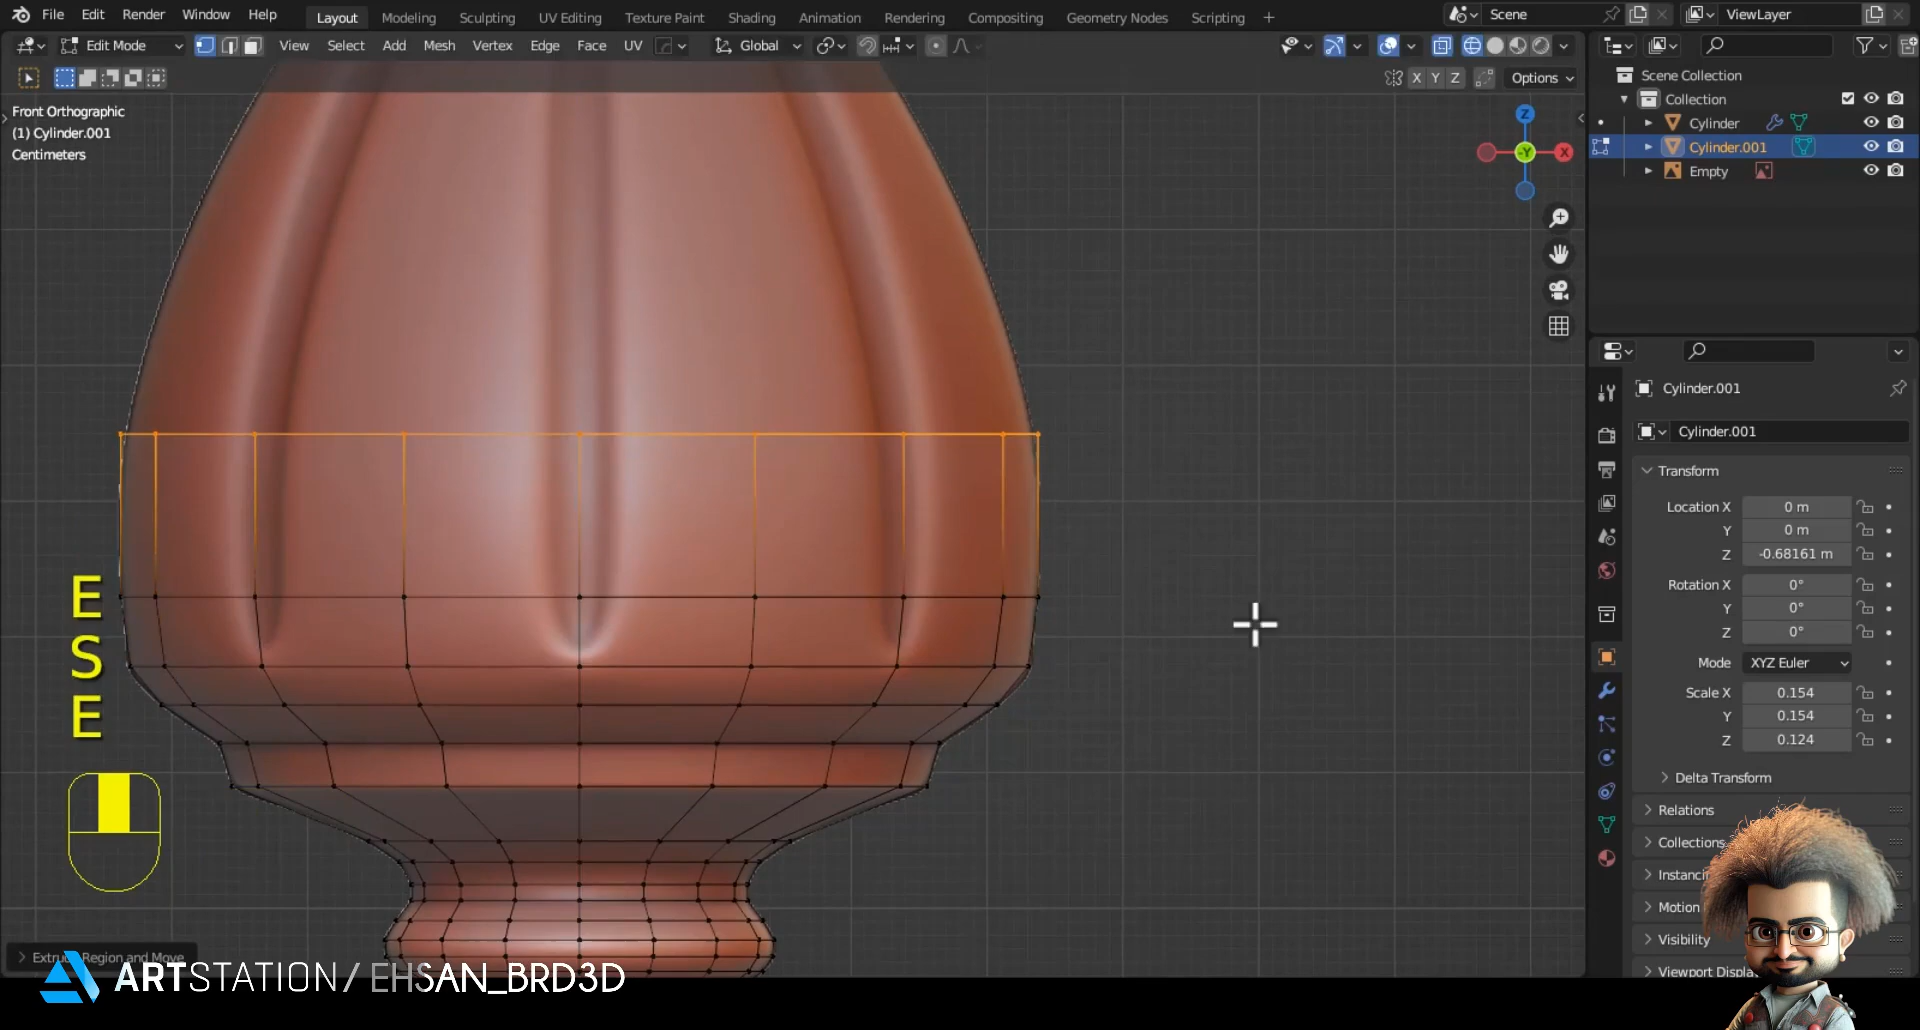 File Edit Render Window Help Layout Modeling Sculpting UV Editing Texture Paint Shading Animation Rendering Compositing Geometry Nodes Scripting + Scene ViewLayer
Edit Mode View Select Add Mesh Vertex Edge Face UV Global
X Y Z Options
Front Orthographic
(1) Cylinder.001
Centimeters
Z
-Y X
Scene Collection
Collection
Cylinder
Cylinder.001
Empty
Cylinder.001
Cylinder.001
Transform
Location X 0 m
Y 0 m
Z -0.68161 m
Rotation X 0°
Y 0°
Z 0°
Mode XYZ Euler
Scale X 0.154
Y 0.154
Z 0.124
Delta Transform
Relations
Collections
Motion
Visibility
E
S
E
Region and Move
ARTSTATION/EHSAN_BRD3D